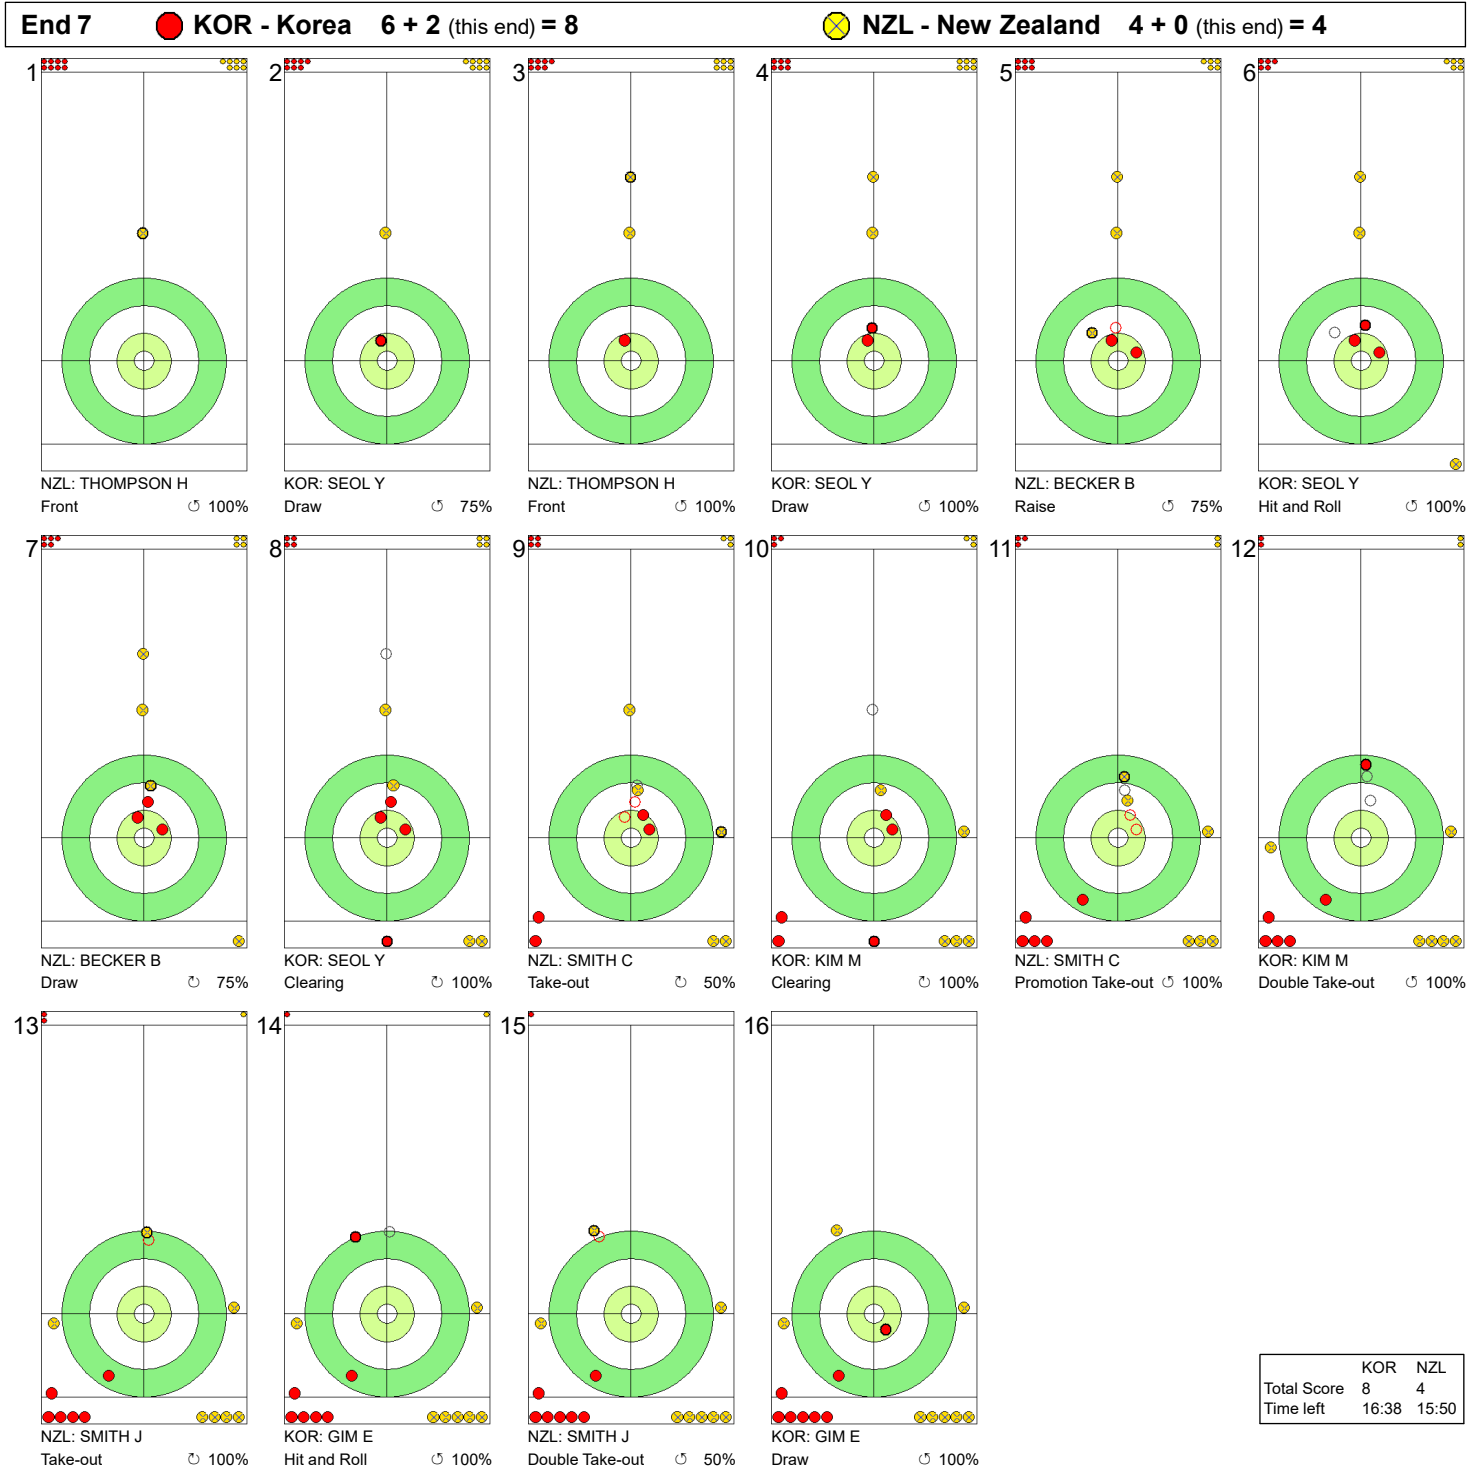 End 7 KOR - Korea 6 + 2 (this end) = 8 NZL - New Zealand 4 + 0 (this end) = 4
1 2 3 4 5 6
NZL: THOMPSON H KOR: SEOL Y NZL: THOMPSON H KOR: SEOL Y NZL: BECKER B KOR: SEOL Y
Front ↺ 100% Draw ↺ 75% Front ↺ 100% Draw ↺ 100% Raise ↺ 75% Hit and Roll ↺ 100%
7 8 9 10 11 12
NZL: BECKER B KOR: SEOL Y NZL: SMITH C KOR: KIM M NZL: SMITH C KOR: KIM M
Draw ↻ 75% Clearing ↻ 100% Take-out ↻ 50% Clearing ↻ 100% Promotion Take-out ↺ 100% Double Take-out ↺ 100%
13 14 15 16
NZL: SMITH J KOR: GIM E NZL: SMITH J KOR: GIM E
Take-out ↻ 100% Hit and Roll ↺ 100% Double Take-out ↺ 50% Draw ↺ 100%
KOR NZL
Total Score 8 4
Time left 16:38 15:50